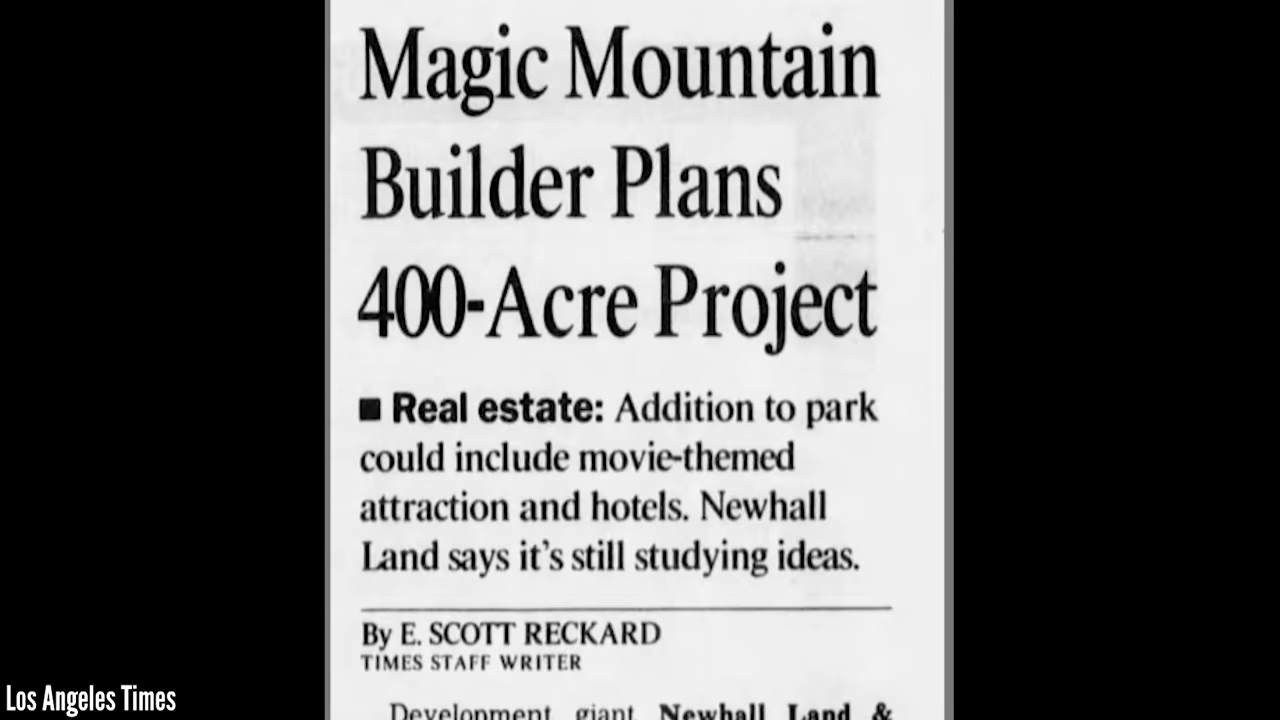 Magic Mountain
Builder Plans
400-Acre Project
■ Real estate: Addition to park
could include movie-themed
attraction and hotels. Newhall
Land says it's still studying ideas.
By E. SCOTT RECKARD
TIMES STAFF WRITER
Development giant Newhall Land &
Los Angeles Times